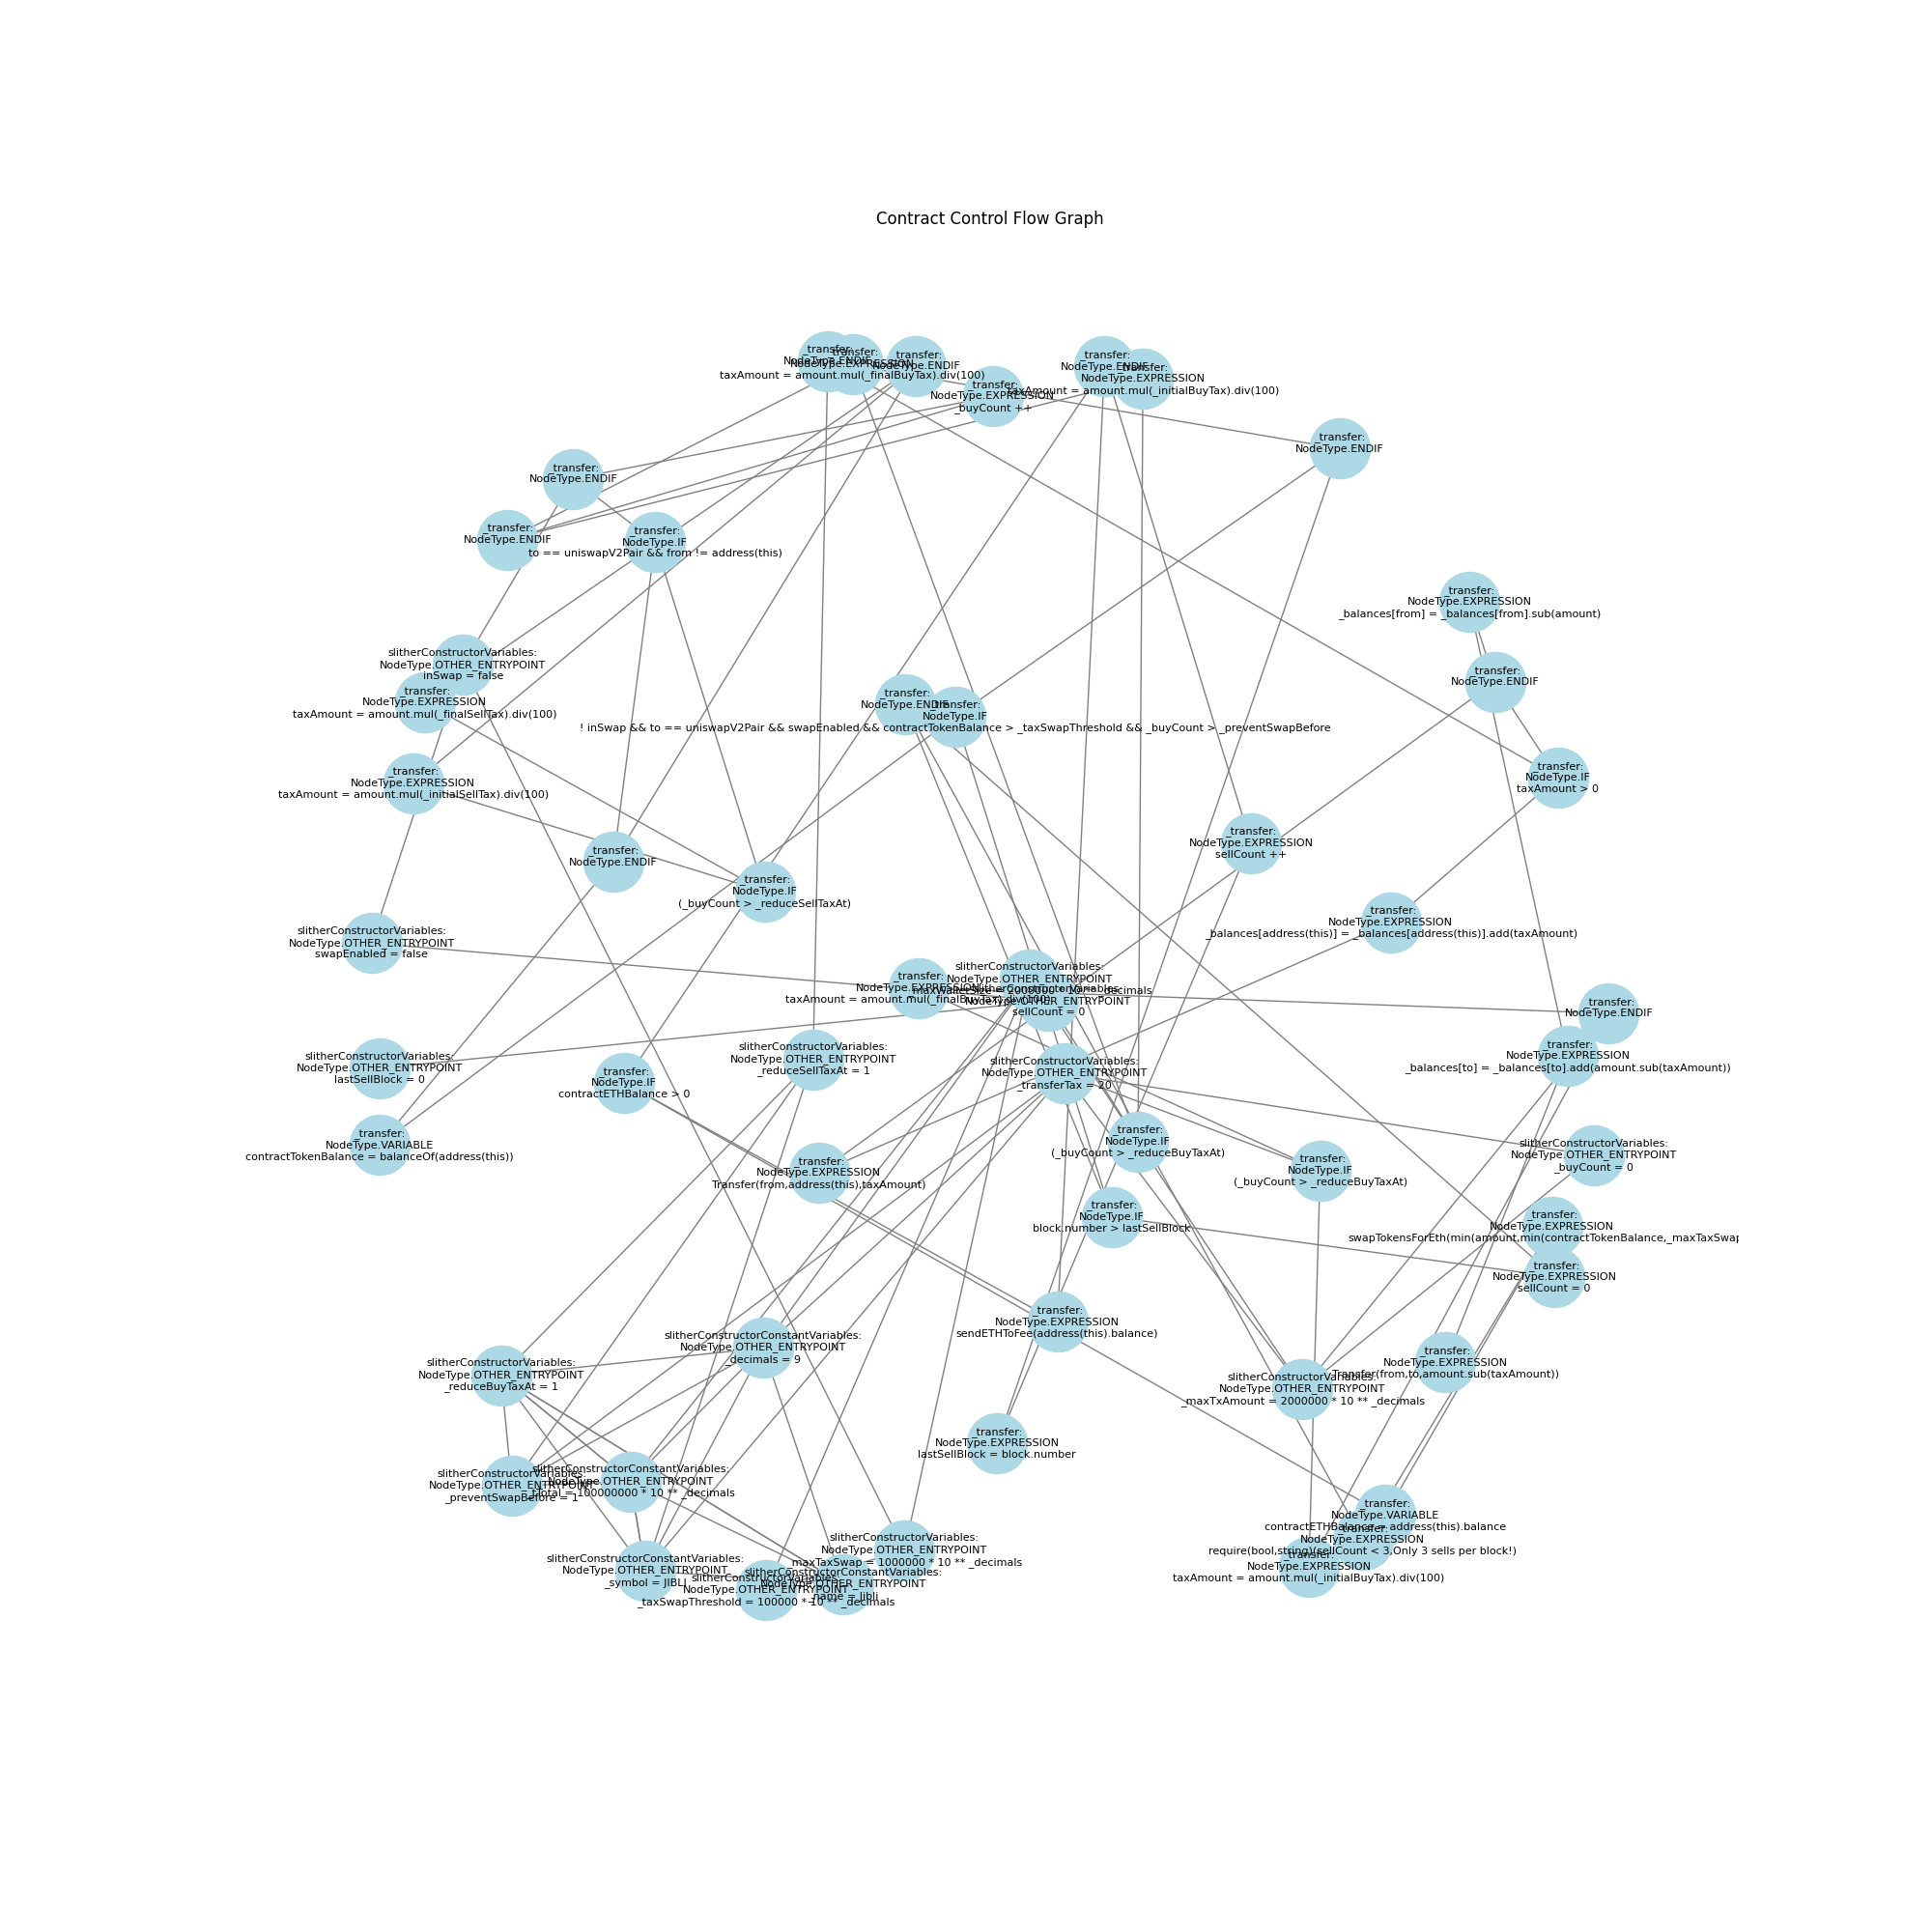 Contract Control Flow Graph
_transfer:
NodeType.ENDIF
_transfer:
NodeType.EXPRESSION
taxAmount = amount.mul(_finalBuyTax).div(100)
_transfer:
NodeType.ENDIF
_transfer:
NodeType.EXPRESSION
_buyCount ++
_transfer:
NodeType.ENDIF
_transfer:
NodeType.EXPRESSION
taxAmount = amount.mul(_initialBuyTax).div(100)
_transfer:
NodeType.ENDIF
_transfer:
NodeType.ENDIF
_transfer:
NodeType.ENDIF
_transfer:
NodeType.IF
to == uniswapV2Pair && from != address(this)
_transfer:
NodeType.EXPRESSION
_balances[from] = _balances[from].sub(amount)
_transfer:
NodeType.ENDIF
slitherConstructorVariables:
NodeType.OTHER_ENTRYPOINT
inSwap = false
_transfer:
NodeType.EXPRESSION
taxAmount = amount.mul(_finalSellTax).div(100)
_transfer:
NodeType.ENDIF
_transfer:
NodeType.IF
! inSwap && to == uniswapV2Pair && swapEnabled && contractTokenBalance > _taxSwapThreshold && _buyCount > _preventSwapBefore
_transfer:
NodeType.EXPRESSION
taxAmount = amount.mul(_initialSellTax).div(100)
_transfer:
NodeType.IF
taxAmount > 0
_transfer:
NodeType.EXPRESSION
sellCount ++
_transfer:
NodeType.ENDIF
_transfer:
NodeType.IF
(_buyCount > _reduceSellTaxAt)
_transfer:
NodeType.EXPRESSION
_balances[address(this)] = _balances[address(this)].add(taxAmount)
slitherConstructorVariables:
NodeType.OTHER_ENTRYPOINT
swapEnabled = false
_transfer:
NodeType.EXPRESSION
taxAmount = amount.mul(_finalBuyTax).div(100)
slitherConstructorVariables:
NodeType.OTHER_ENTRYPOINT
_maxWalletSize = 2000000 * 10 ** _decimals
slitherConstructorVariables:
NodeType.OTHER_ENTRYPOINT
sellCount = 0
_transfer:
NodeType.ENDIF
slitherConstructorVariables:
NodeType.OTHER_ENTRYPOINT
lastSellBlock = 0
slitherConstructorVariables:
NodeType.OTHER_ENTRYPOINT
_reduceSellTaxAt = 1
_transfer:
NodeType.IF
contractETHBalance > 0
slitherConstructorVariables:
NodeType.OTHER_ENTRYPOINT
_transferTax = 20
_transfer:
NodeType.EXPRESSION
_balances[to] = _balances[to].add(amount.sub(taxAmount))
_transfer:
NodeType.VARIABLE
contractTokenBalance = balanceOf(address(this))
_transfer:
NodeType.EXPRESSION
Transfer(from,address(this),taxAmount)
_transfer:
NodeType.IF
(_buyCount > _reduceBuyTaxAt)
_transfer:
NodeType.IF
(_buyCount > _reduceBuyTaxAt)
slitherConstructorVariables:
NodeType.OTHER_ENTRYPOINT
_buyCount = 0
_transfer:
NodeType.IF
block.number > lastSellBlock
_transfer:
NodeType.EXPRESSION
swapTokensForEth(min(amount,min(contractTokenBalance,_maxTaxSwap
_transfer:
NodeType.EXPRESSION
sellCount = 0
_transfer:
NodeType.EXPRESSION
sendETHToFee(address(this).balance)
slitherConstructorConstantVariables:
NodeType.OTHER_ENTRYPOINT
_decimals = 9
slitherConstructorVariables:
NodeType.OTHER_ENTRYPOINT
_reduceBuyTaxAt = 1
_transfer:
NodeType.EXPRESSION
Transfer(from,to,amount.sub(taxAmount))
slitherConstructorVariables:
NodeType.OTHER_ENTRYPOINT
_maxTxAmount = 2000000 * 10 ** _decimals
_transfer:
NodeType.EXPRESSION
lastSellBlock = block.number
slitherConstructorVariables:
NodeType.OTHER_ENTRYPOINT
_preventSwapBefore = 1
slitherConstructorConstantVariables:
NodeType.OTHER_ENTRYPOINT
_tTotal = 100000000 * 10 ** _decimals
_transfer:
NodeType.VARIABLE
contractETHBalance = address(this).balance
_transfer:
NodeType.EXPRESSION
require(bool,string)(sellCount < 3,Only 3 sells per block!)
_transfer:
NodeType.EXPRESSION
taxAmount = amount.mul(_initialBuyTax).div(100)
slitherConstructorVariables:
NodeType.OTHER_ENTRYPOINT
_maxTaxSwap = 1000000 * 10 ** _decimals
slitherConstructorConstantVariables:
NodeType.OTHER_ENTRYPOINT
_symbol = JIBLI
slitherConstructorVariables:
NodeType.OTHER_ENTRYPOINT
_taxSwapThreshold = 100000 * 10 ** _decimals
slitherConstructorConstantVariables:
NodeType.OTHER_ENTRYPOINT
_name = Jibli